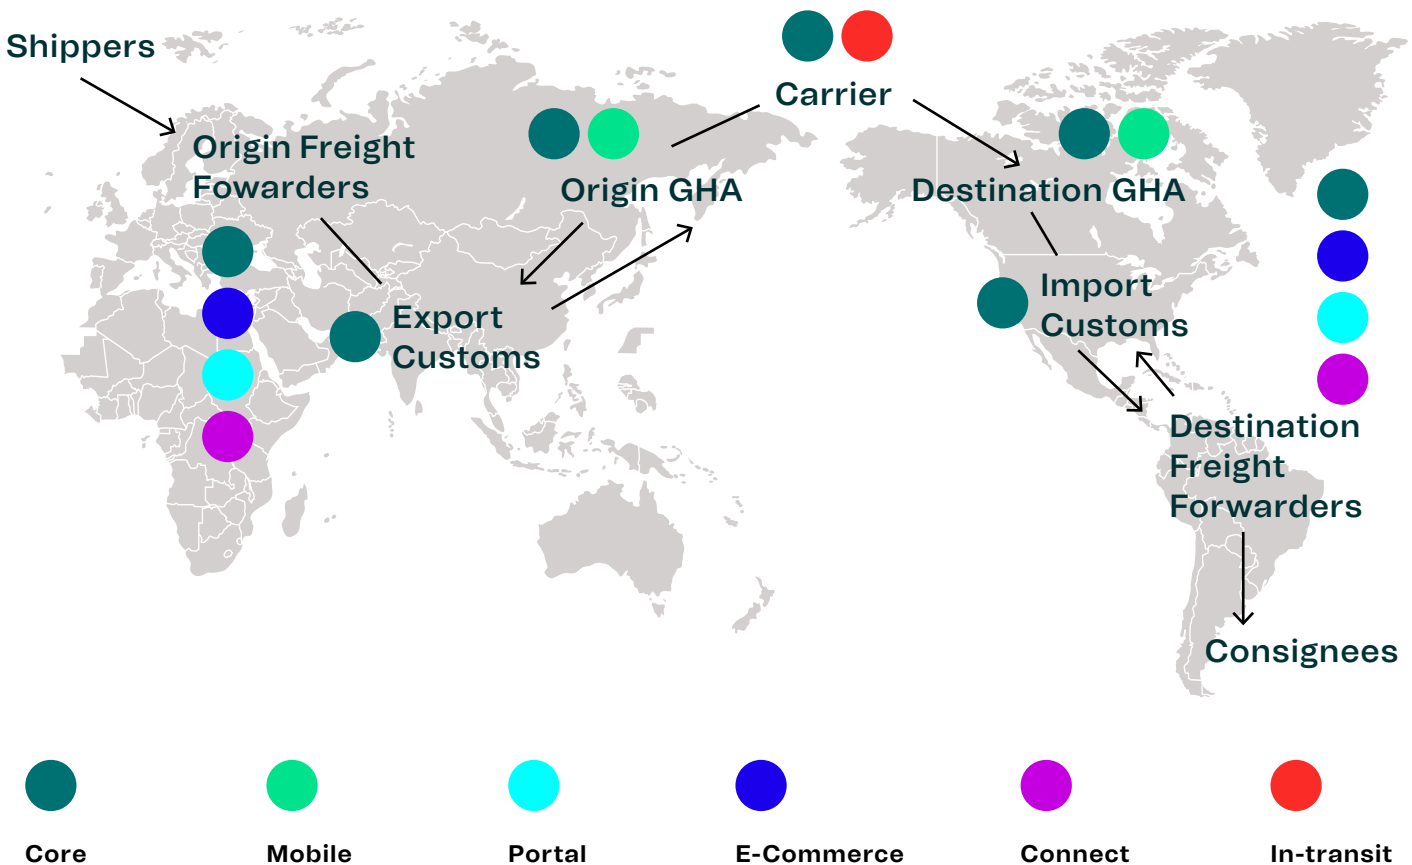 Shippers
Origin Freight
Fowarders
Origin GHA
Export
Customs
Carrier
Destination GHA
Import
Customs
Destination
Freight
Forwarders
Consignees
Core
Mobile
Portal
E-Commerce
Connect
In-transit